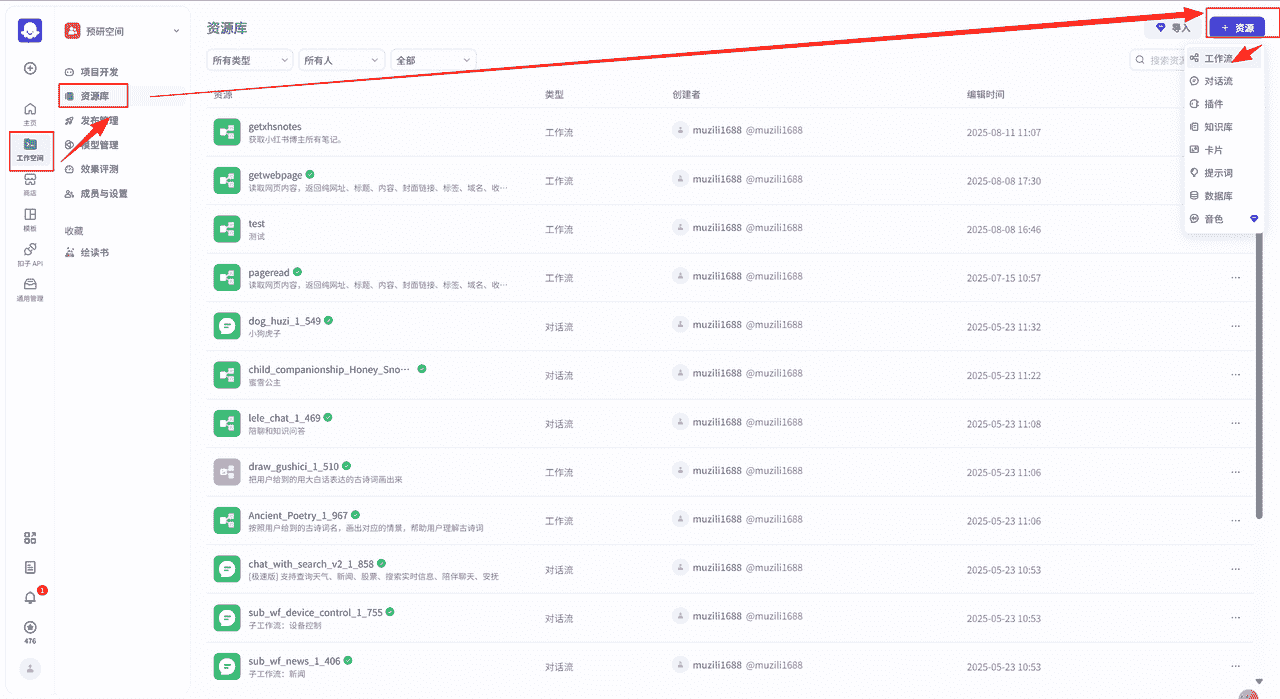 主页
工作空间
商店
模板
扣子 API
通用管理
1
476
预研空间
项目开发
资源库
发布管理
模型管理
效果评测
成员与设置
收藏
绘读书
资源库
导入
+ 资源
所有类型
所有人
全部
搜索资源
工作流
对话流
插件
知识库
卡片
提示词
数据库
音色
资源 类型 创建者 编辑时间
getxhsnotes
获取小红书博主所有笔记。
工作流 muzili1688 @muzili1688 2025-08-11 11:07
getwebpage
读取网页内容，返回纯网址、标题、内容、封面链接、标签、域名、收…
工作流 muzili1688 @muzili1688 2025-08-08 17:30
test
测试
工作流 muzili1688 @muzili1688 2025-08-08 16:46
pageread
读取网页内容，返回纯网址、标题、内容、封面链接、标签、域名、收…
工作流 muzili1688 @muzili1688 2025-07-15 10:57
dog_huzi_1_549
小狗虎子
对话流 muzili1688 @muzili1688 2025-05-23 11:32
child_companionship_Honey_Sno…
蜜雪公主
对话流 muzili1688 @muzili1688 2025-05-23 11:22
lele_chat_1_469
陪聊和知识问答
对话流 muzili1688 @muzili1688 2025-05-23 11:08
draw_gushici_1_510
把用户给到的用大白话表达的古诗词画出来
工作流 muzili1688 @muzili1688 2025-05-23 11:06
Ancient_Poetry_1_967
按照用户给到的古诗词名，画出对应的情景，帮助用户理解古诗词
工作流 muzili1688 @muzili1688 2025-05-23 11:06
chat_with_search_v2_1_858
[极速版] 支持查询天气、新闻、股票、搜索实时信息、陪伴聊天、安抚
对话流 muzili1688 @muzili1688 2025-05-23 10:53
sub_wf_device_control_1_755
子工作流：设备控制
对话流 muzili1688 @muzili1688 2025-05-23 10:53
sub_wf_news_1_406
子工作流：新闻
对话流 muzili1688 @muzili1688 2025-05-23 10:53